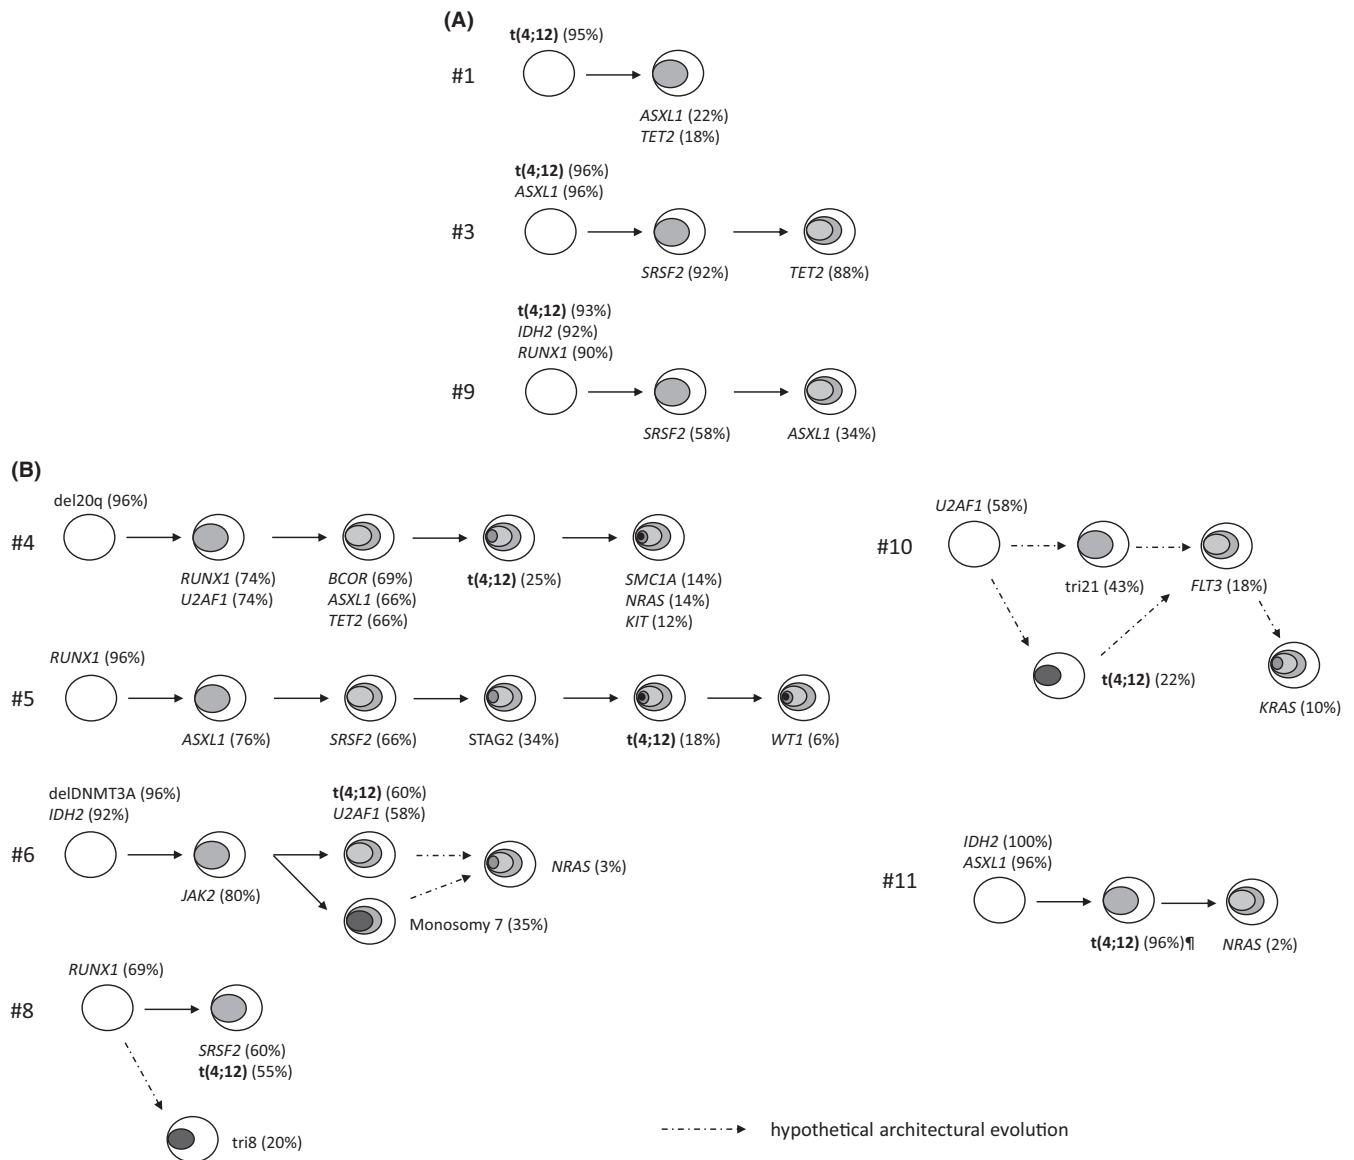 (A)
t(4;12) (95%)
#1
ASXL1 (22%)
TET2 (18%)
t(4;12) (96%)
ASXL1 (96%)
#3
SRSF2 (92%)
TET2 (88%)
t(4;12) (93%)
IDH2 (92%)
RUNX1 (90%)
#9
SRSF2 (58%)
ASXL1 (34%)
(B)
del20q (96%)
#4
RUNX1 (74%)
U2AF1 (74%)
BCOR (69%)
ASXL1 (66%)
TET2 (66%)
t(4;12) (25%)
SMC1A (14%)
NRAS (14%)
KIT (12%)
RUNX1 (96%)
#5
ASXL1 (76%)
SRSF2 (66%)
STAG2 (34%)
t(4;12) (18%)
WT1 (6%)
delDNMT3A (96%)
IDH2 (92%)
#6
JAK2 (80%)
t(4;12) (60%)
U2AF1 (58%)
Monosomy 7 (35%)
NRAS (3%)
RUNX1 (69%)
#8
SRSF2 (60%)
t(4;12) (55%)
tri8 (20%)
U2AF1 (58%)
#10
tri21 (43%)
FLT3 (18%)
t(4;12) (22%)
KRAS (10%)
IDH2 (100%)
ASXL1 (96%)
#11
t(4;12) (96%)¶
NRAS (2%)
hypothetical architectural evolution